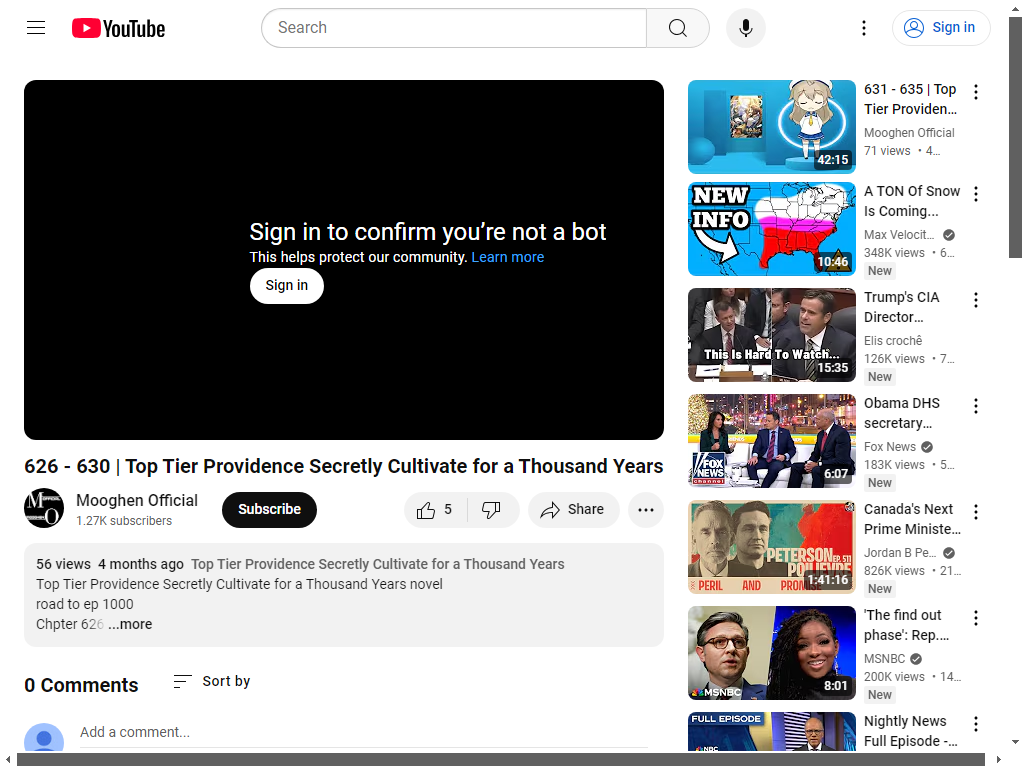 YouTube
Search
Sign in
Sign in to confirm you're not a bot
This helps protect our community. Learn more
Sign in
626 - 630 | Top Tier Providence Secretly Cultivate for a Thousand Years
Mooghen Official
1.27K subscribers
Subscribe
5
Share
56 views 4 months ago Top Tier Providence Secretly Cultivate for a Thousand Years
Top Tier Providence Secretly Cultivate for a Thousand Years novel
road to ep 1000
Chpter 626 ...more
0 Comments
Sort by
Add a comment...
42:15
631 - 635 | Top
Tier Providen...
Mooghen Official
71 views • 4...
NEW
INFO
10:46
A TON Of Snow
Is Coming...
Max Velocit...
348K views • 6...
New
This Is Hard To Watch...
15:35
Trump's CIA
Director...
Elis crochê
126K views • 7...
New
FOX
NEWS
channel
6:07
Obama DHS
secretary...
Fox News
183K views • 5...
New
PETERSON
EP. 511
POILIEVRE
PERIL AND PROMISE
1:41:16
Canada's Next
Prime Ministe...
Jordan B Pe...
826K views • 21...
New
MSNBC
8:01
'The find out
phase': Rep....
MSNBC
200K views • 14...
New
FULL EPISODE
NBC
Nightly News
Full Episode -...